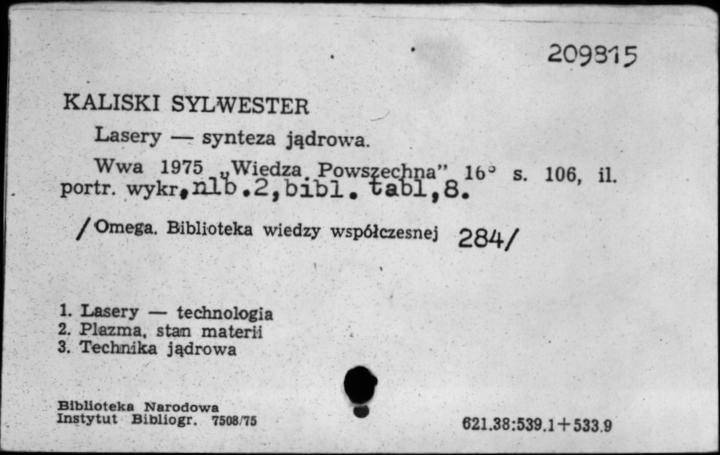 209815
KALISKI SYLWESTER
Lasery — synteza jądrowa.
Wwa 1975 „Wiedza Powszechna” 16° s. 106, il.
portr. wykr, nlb.2, bibl. tabl, 8.
/Omega. Biblioteka wiedzy współczesnej 284/
1. Lasery — technologia
2. Plazma, stan materii
3. Technika jądrowa
Biblioteka Narodowa
Instytut Bibliogr. 7508/75
621.38:539.1+533.9